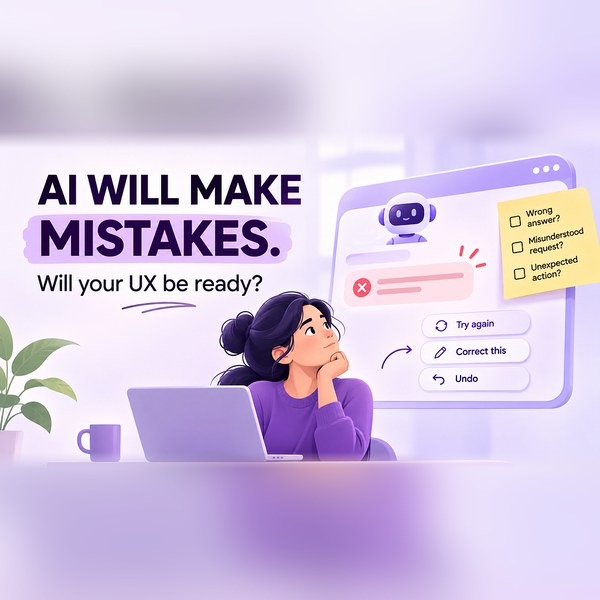 AI WILL MAKE
MISTAKES.
Will your UX be ready?
Wrong
answer?
Misunderstood
request?
Unexpected
action?
Try again
Correct this
Undo